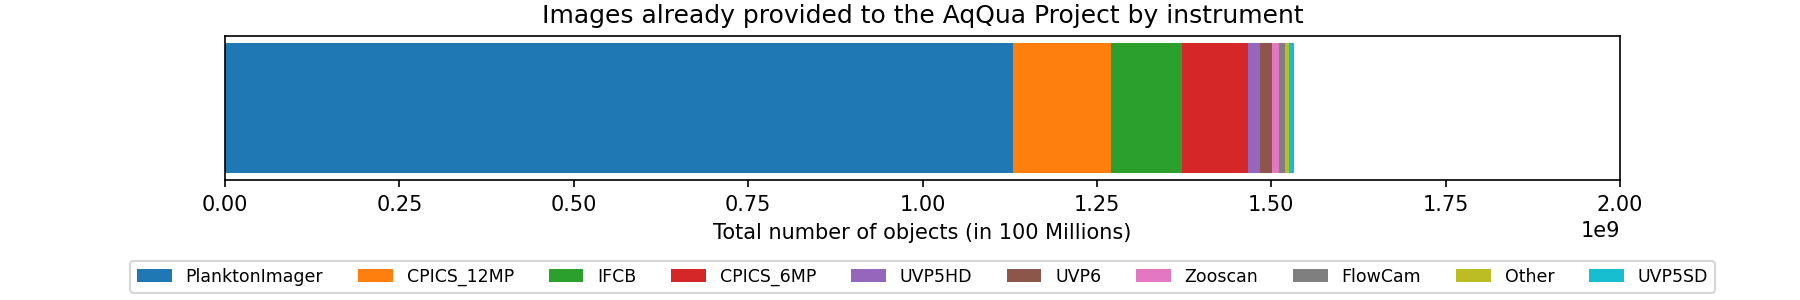 Images already provided to the AqQua Project by instrument
0.00 0.25 0.50 0.75 1.00 1.25 1.50 1.75 2.00
Total number of objects (in 100 Millions) 1e9
PlanktonImager CPICS_12MP IFCB CPICS_6MP UVP5HD UVP6 Zooscan FlowCam Other UVP5SD